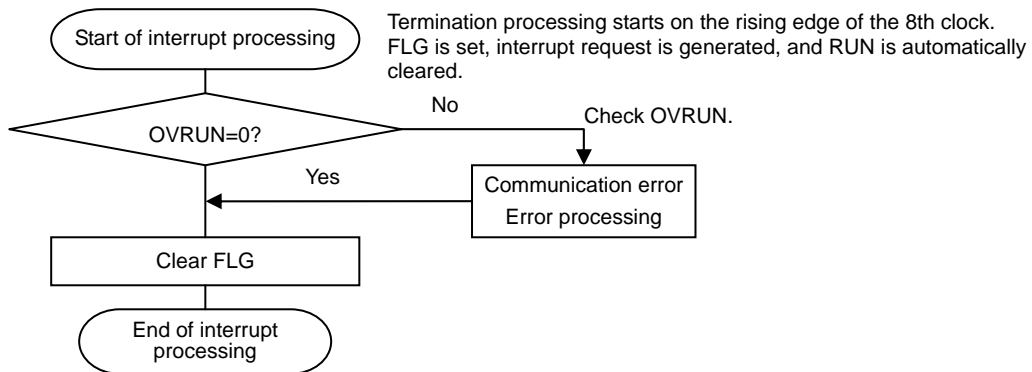 Start of interrupt processing
Termination processing starts on the rising edge of the 8th clock.
FLG is set, interrupt request is generated, and RUN is automatically
cleared.
No
Check OVRUN.
OVRUN=0?
Yes
Communication error
Error processing
Clear FLG
End of interrupt
processing